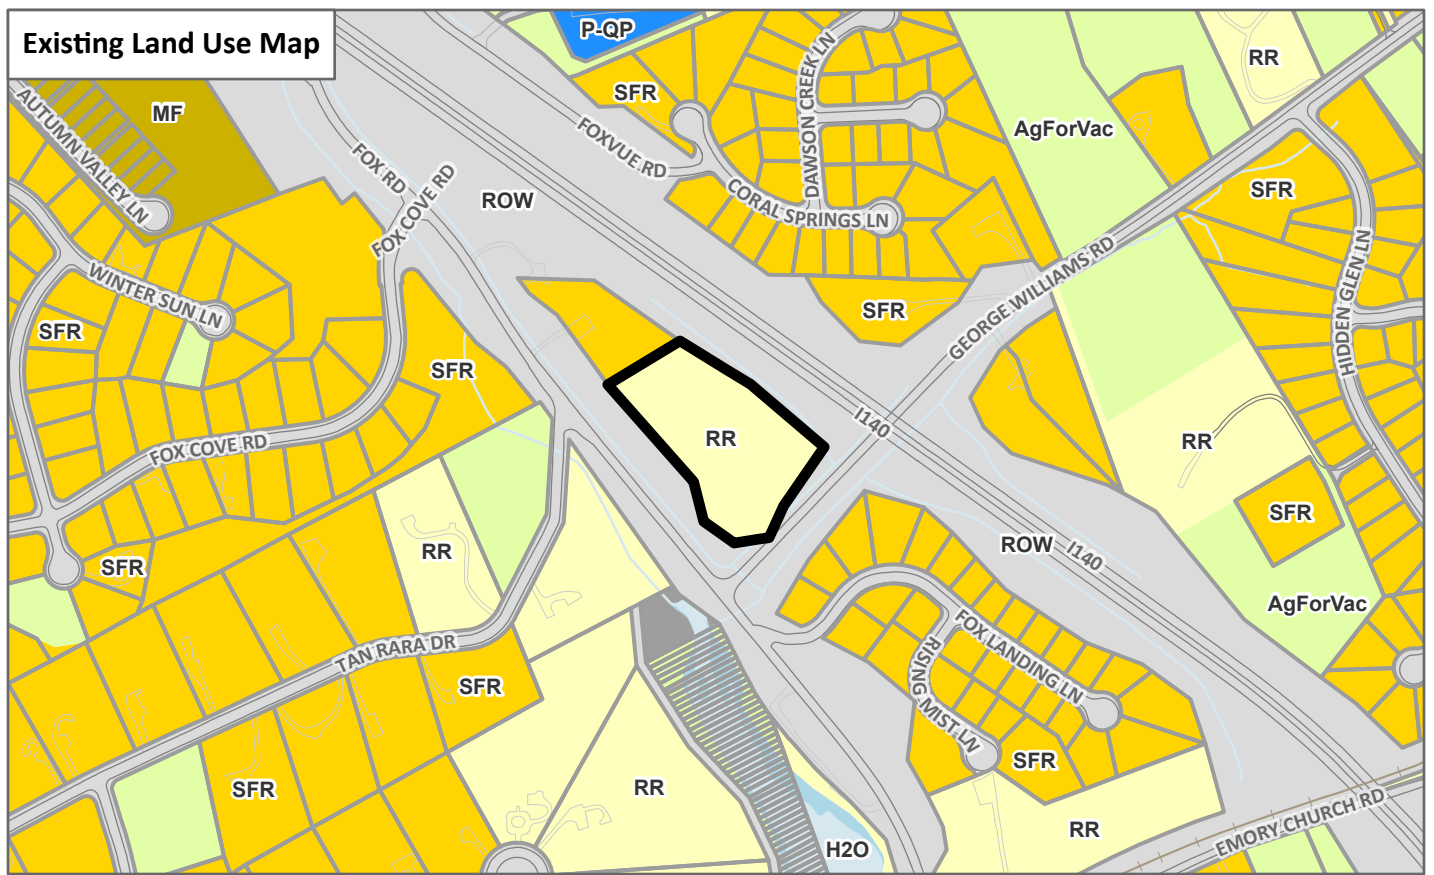 Existing Land Use Map
P-QP
RR
MF
SFR
DAWSON CREEK LN
AgForVac
AUTUMN VALLEY LN
FOX RD
FOXVUE RD
ROW
FOX COVE RD
CORAL SPRINGS LN
SFR
GEORGE WILLIAMS RD
WINTER SUN LN
SFR
SFR
HIDDEN GLEN LN
SFR
I140
RR
RR
FOX COVE RD
SFR
RR
ROW
I140
SFR
AgForVac
TAN RARA DR
FOX LANDING LN
RISING MIST LN
SFR
SFR
SFR
RR
RR
EMORY CHURCH RD
H2O